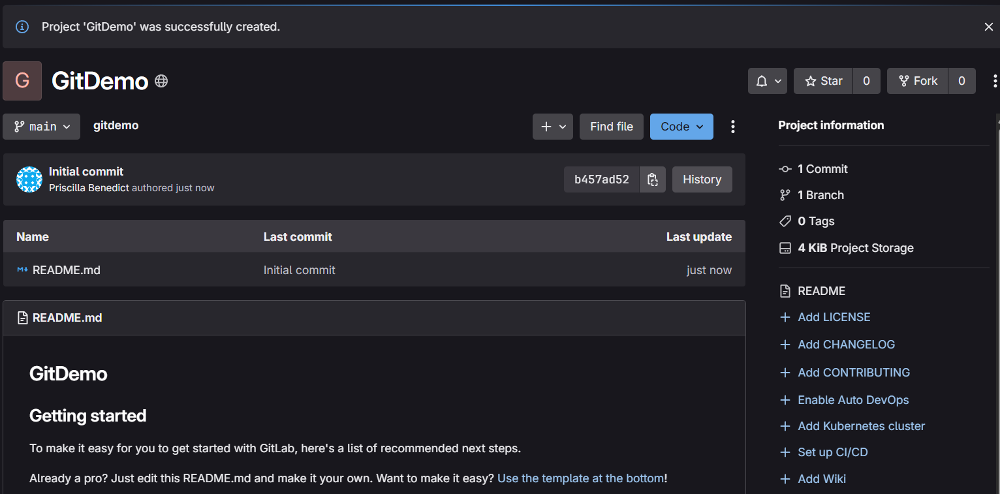 Project 'GitDemo' was successfully created.
G
GitDemo
Star 0
Fork 0
main
gitdemo
Find file
Code
Initial commit
Priscilla Benedict authored just now
b457ad52
History
Name Last commit Last update
README.md Initial commit just now
README.md
GitDemo
Getting started
To make it easy for you to get started with GitLab, here's a list of recommended next steps.
Already a pro? Just edit this README.md and make it your own. Want to make it easy? Use the template at the bottom!
Project information
1 Commit
1 Branch
0 Tags
4 KiB Project Storage
README
Add LICENSE
Add CHANGELOG
Add CONTRIBUTING
Enable Auto DevOps
Add Kubernetes cluster
Set up CI/CD
Add Wiki